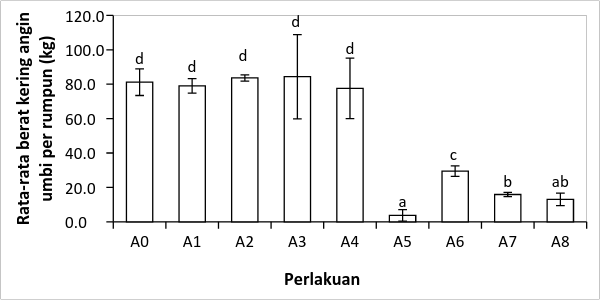 Rata-rata berat kering angin
umbi per rumpun (kg)
120.0
100.0
80.0
60.0
40.0
20.0
0.0
d d d d d a c b ab
A0 A1 A2 A3 A4 A5 A6 A7 A8
Perlakuan